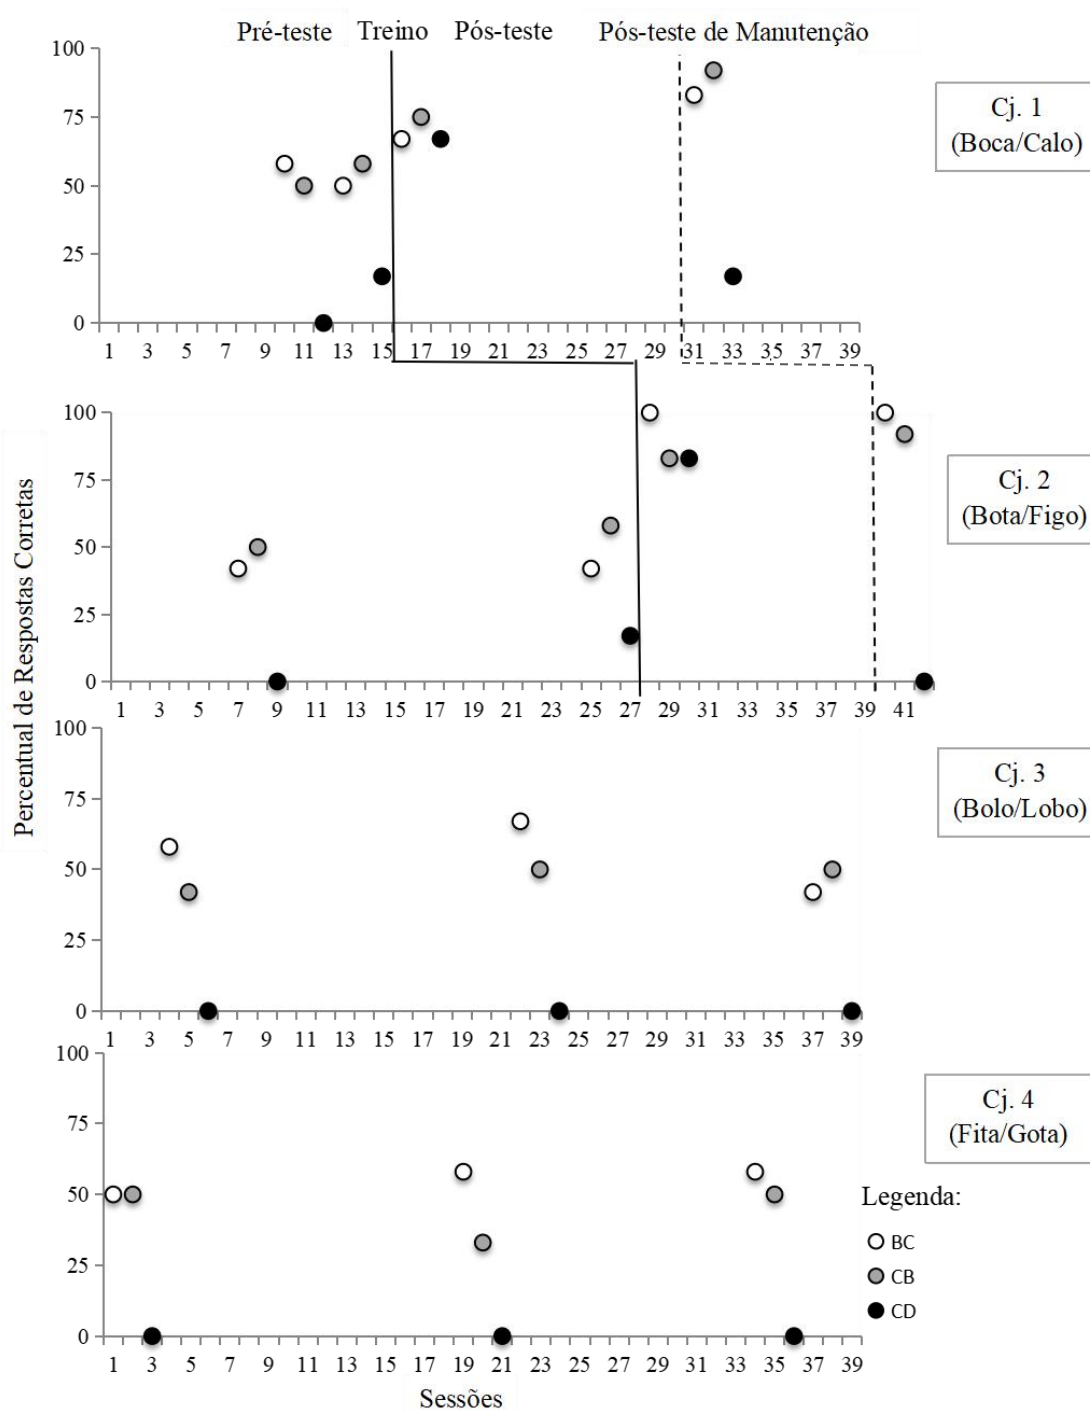 Pré-teste Treino Pós-teste Pós-teste de Manutenção
100
75
50
25
0
1 3 5 7 9 11 13 15 17 19 21 23 25 27 29 31 33 35 37 39
Cj. 1
(Boca/Calo)
100
75
50
25
0
1 3 5 7 9 11 13 15 17 19 21 23 25 27 29 31 33 35 37 39 41
Cj. 2
(Bota/Figo)
Percentual de Respostas Corretas
100
75
50
25
0
1 3 5 7 9 11 13 15 17 19 21 23 25 27 29 31 33 35 37 39
Cj. 3
(Bolo/Lobo)
100
75
50
25
0
1 3 5 7 9 11 13 15 17 19 21 23 25 27 29 31 33 35 37 39
Cj. 4
(Fita/Gota)
Legenda:
BC
CB
CD
Sessões